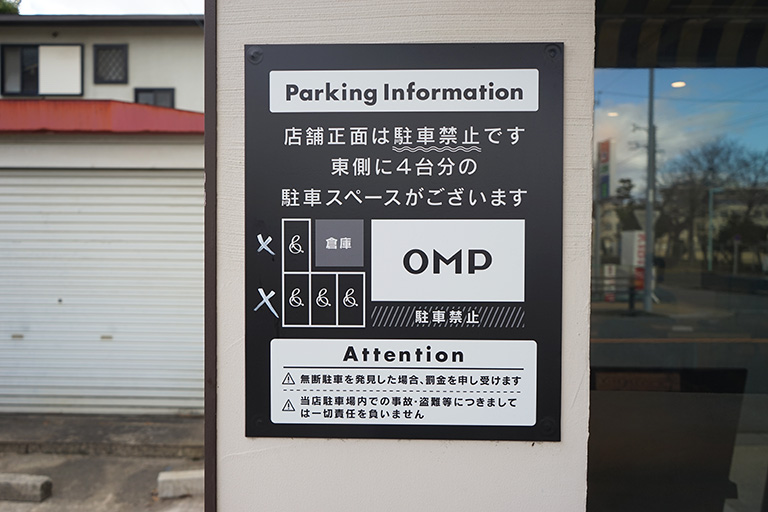 Parking Information
店舗正面は駐車禁止です
東側に4台分の
駐車スペースがございます
倉庫
OMP
駐車禁止
Attention
無断駐車を発見した場合、罰金を申し受けます
当店駐車場内での事故・盗難等につきまして
は一切責任を負いません